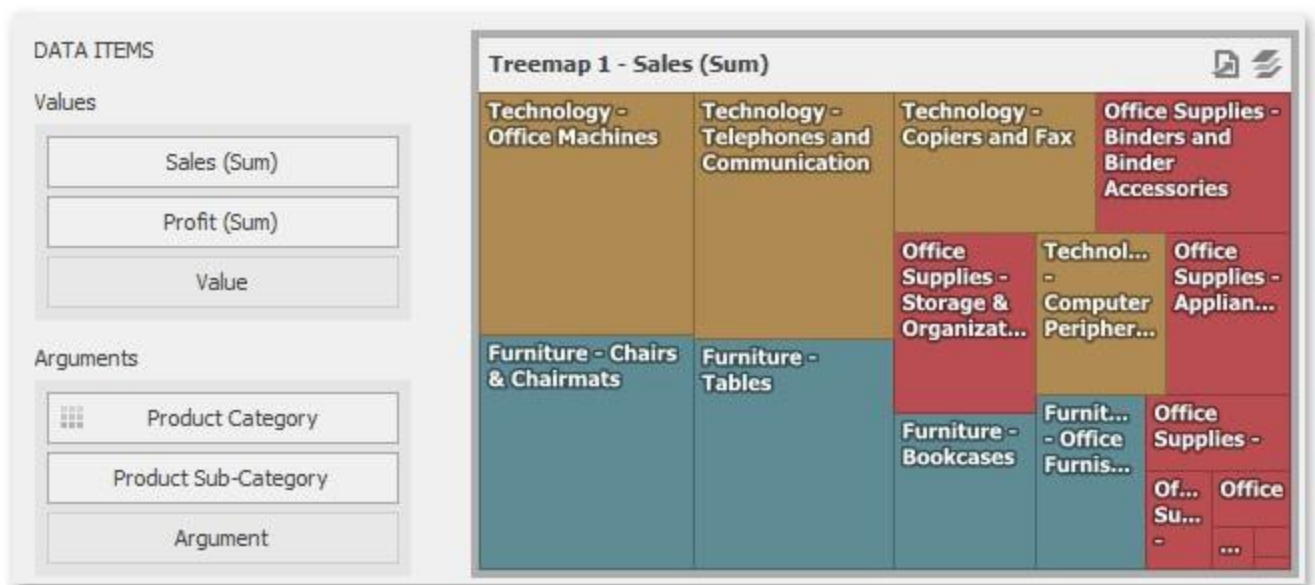 DATA ITEMS
Values
Sales (Sum)
Profit (Sum)
Value
Arguments
Product Category
Product Sub-Category
Argument
Treemap 1 - Sales (Sum)
Technology -
Office Machines
Technology -
Telephones and
Communication
Technology -
Copiers and Fax
Office Supplies -
Binders and
Binder
Accessories
Office
Supplies -
Storage &
Organizat...
Technol...
-
Computer
Peripher...
Office
Supplies -
Applian...
Furniture - Chairs
& Chairmats
Furniture -
Tables
Furniture -
Bookcases
Furnit...
- Office
Furnis...
Office
Supplies -
Of...
Su...
-
Office
...